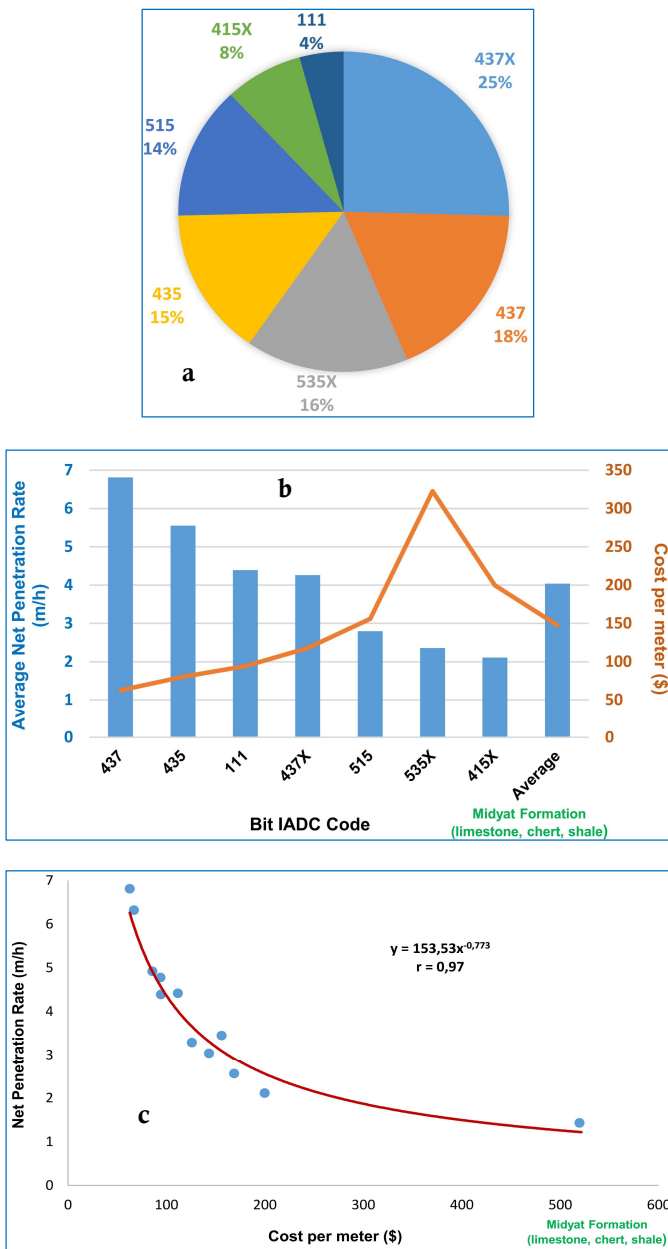 111
4%
415X
8%
437X
25%
515
14%
435
15%
437
18%
a
535X
16%
b
Average Net Penetration Rate
(m/h)
7
6
5
4
3
2
1
0
350
300
250
200
150
100
50
0
Cost per meter ($)
437
435
111
437X
515
535X
415X
Average
Bit IADC Code
Midyat Formation
(limestone, chert, shale)
Net Penetration Rate (m/h)
7
6
5
4
3
2
1
0
y = 153,53x^-0,773
r = 0,97
c
0
100
200
300
400
500
600
Cost per meter ($)
Midyat Formation
(limestone, chert, shale)